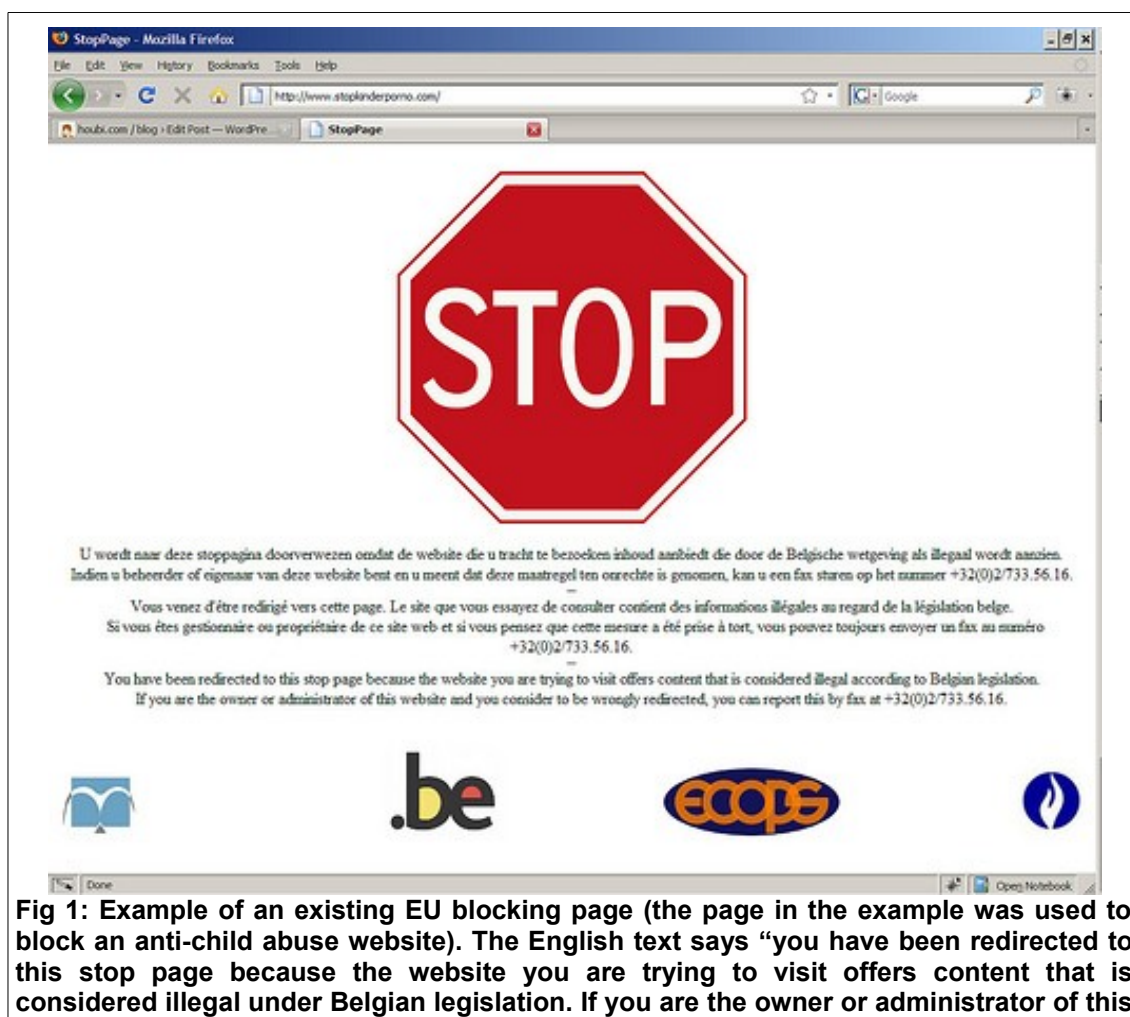 StopPage - Mozilla Firefox
File Edit View History Bookmarks Tools Help
http://www.stopkinderporno.com/
Google
houbi.com / blog › Edit Post — WordPre...
StopPage
STOP
U wordt naar deze stoppagina doorverwezen omdat de website die u tracht te bezoeken inhoud aanbiedt die door de Belgische wetgeving als illegaal wordt aanzien.
Indien u beheerder of eigenaar van deze website bent en u meent dat deze maatregel ten onrechte is genomen, kan u een fax sturen op het nummer +32(0)2/733.56.16.
--
Vous venez d'être redirigé vers cette page. Le site que vous essayez de consulter contient des informations illégales au regard de la législation belge.
Si vous êtes gestionnaire ou propriétaire de ce site web et si vous pensez que cette mesure a été prise à tort, vous pouvez toujours envoyer un fax au numéro
+32(0)2/733.56.16.
--
You have been redirected to this stop page because the website you are trying to visit offers content that is considered illegal according to Belgian legislation.
If you are the owner or administrator of this website and you consider to be wrongly redirected, you can report this by fax at +32(0)2/733.56.16.
.be
ECOPS
Done
Open Notebook
Fig 1: Example of an existing EU blocking page (the page in the example was used to
block an anti-child abuse website). The English text says “you have been redirected to
this stop page because the website you are trying to visit offers content that is
considered illegal under Belgian legislation. If you are the owner or administrator of this